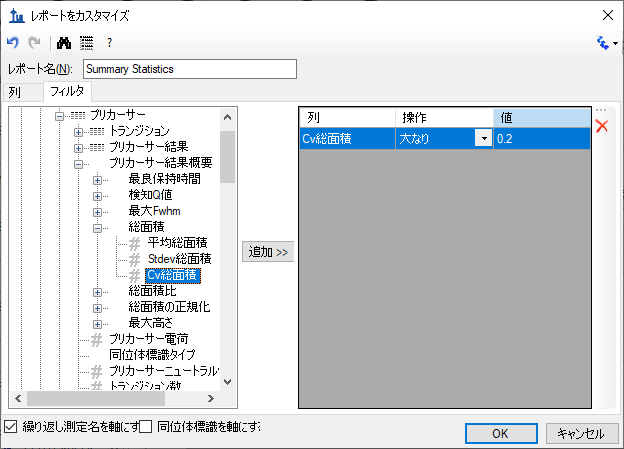 レポートをカスタマイズ
?
レポート名(N):
Summary Statistics
列
フィルタ
プリカーサー
トランジション
プリカーサー結果
プリカーサー結果概要
最良保持時間
検知Q値
最大Fwhm
総面積
平均総面積
Stdev総面積
Cv総面積
総面積比
総面積の正規化
最大高さ
プリカーサー電荷
同位体標識タイプ
プリカーサーニュートラル
トランジション数
追加 >>
列 操作 値
Cv総面積 大なり 0.2
繰り返し測定名を軸にす
同位体標識を軸にす
OK
キャンセル